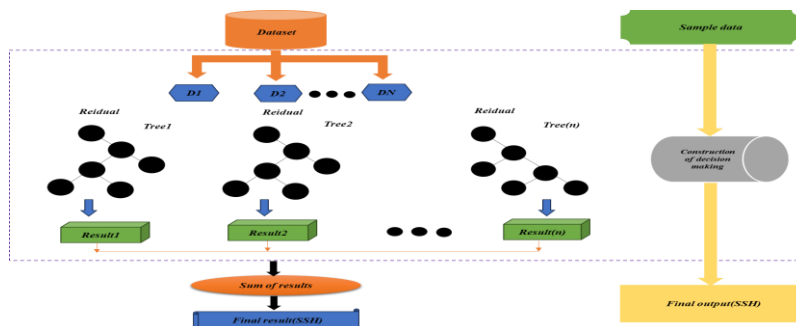 Dataset
Sample data
D1
D2
DN
Reidual
Tree1
Reidual
Tree2
Reidual
Tree(n)
Construction
of decision
making
Result1
Result2
Result(n)
Sum of results
Final result(SSH)
Final output(SSH)